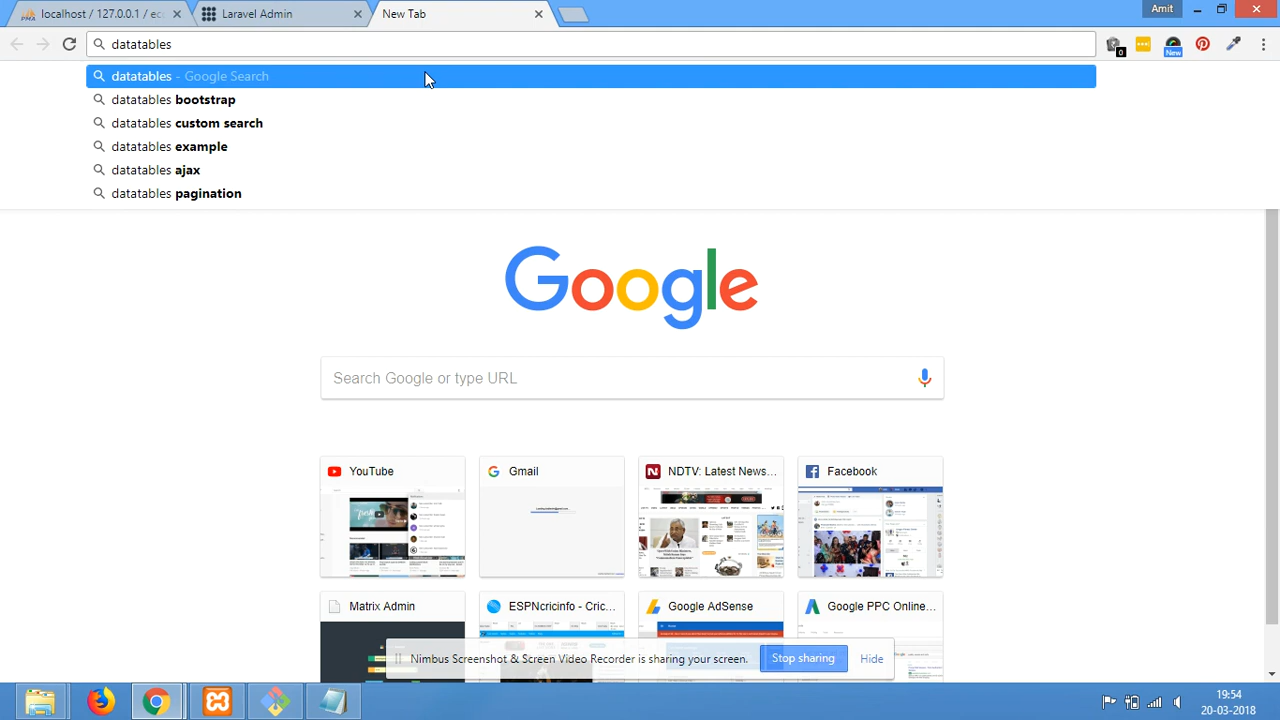 localhost / 127.0.0.1 / ec
Laravel Admin
New Tab
Amit
datatables
0
New
datatables - Google Search
datatables bootstrap
datatables custom search
datatables example
datatables ajax
datatables pagination
Google
Search Google or type URL
YouTube
Gmail
NDTV: Latest News...
Facebook
Matrix Admin
ESPNcricinfo - Cric...
Google AdSense
Google PPC Online...
Nimbus Screenshot & Screen Video Recorder is sharing your screen.
Stop sharing
Hide
19:54
20-03-2018